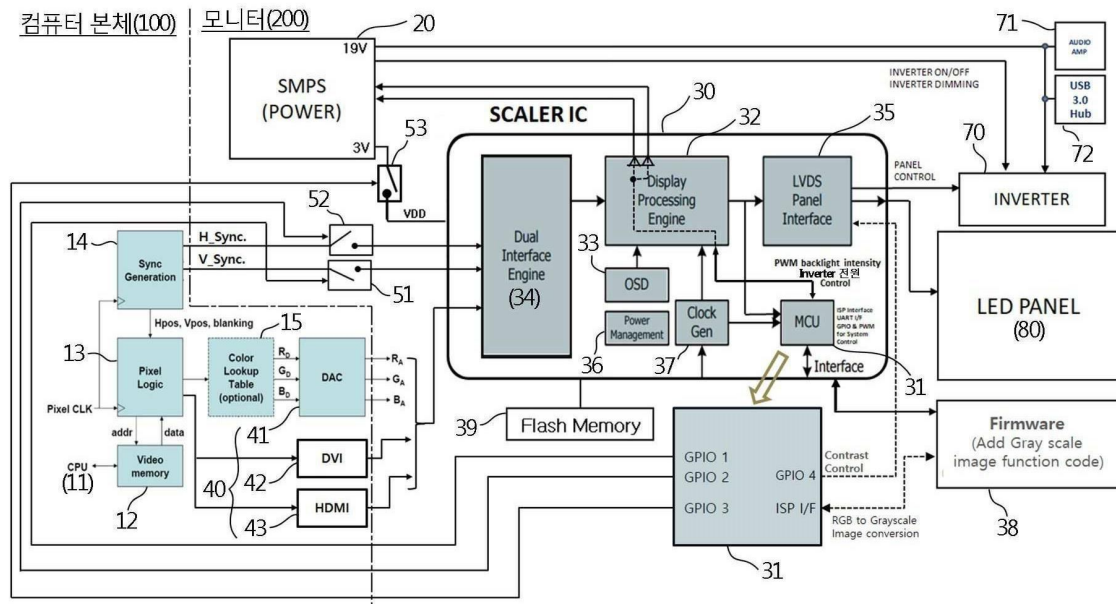 컴퓨터 본체(100)
모니터(200)
20
19V
SMPS
(POWER)
3V
53
VDD
71
AUDIO
AMP
USB
3.0
Hub
72
INVERTER ON/OFF
INVERTER DIMMING
SCALER IC
30
32
35
70
PANEL
CONTROL
INVERTER
52
14
H_Sync.
V_Sync.
Sync
Generation
51
Dual
Interface
Engine
(34)
Display
Processing
Engine
LVDS
Panel
Interface
PWM backlight intensity
Inverter 전원
Control
33
OSD
Power
Management
36
Clock
Gen
37
MCU
ISP Interface
UART I/F
GPIO & PWM
for System
Control
Interface
31
LED PANEL
(80)
Hpos, Vpos, blanking
13
15
Pixel
Logic
Pixel CLK
Color
Lookup
Table
(optional)
R_D
G_D
B_D
DAC
R_A
G_A
B_A
41
addr
data
40
CPU
(11)
Video
memory
12
DVI
42
HDMI
43
39
Flash Memory
GPIO 1
GPIO 2
GPIO 3
GPIO 4
ISP I/F
31
Contrast
Control
RGB to Grayscale
Image conversion
Firmware
(Add Gray scale
image function code)
38